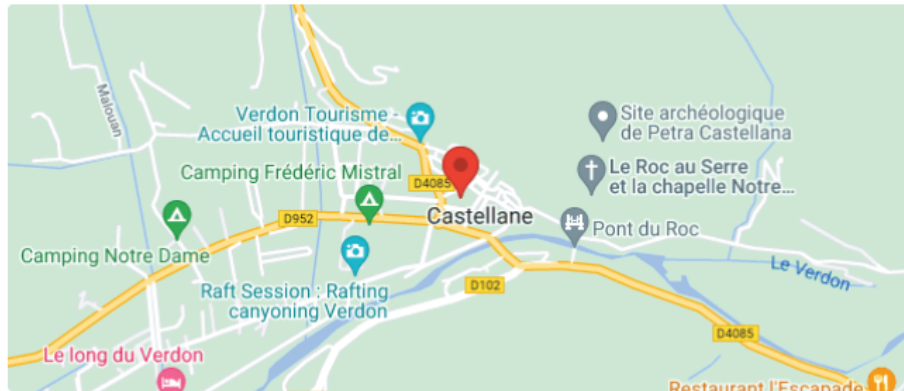 Malouan
Verdon Tourisme -
Accueil touristique de...
Site archéologique
de Petra Castellana
Camping Frédéric Mistral
D4085
Le Roc au Serre
et la chapelle Notre...
Castellane
D952
Pont du Roc
Camping Notre Dame
Le Verdon
Raft Session : Rafting
canyoning Verdon
D102
D4085
Le long du Verdon
Restaurant l'Escapade